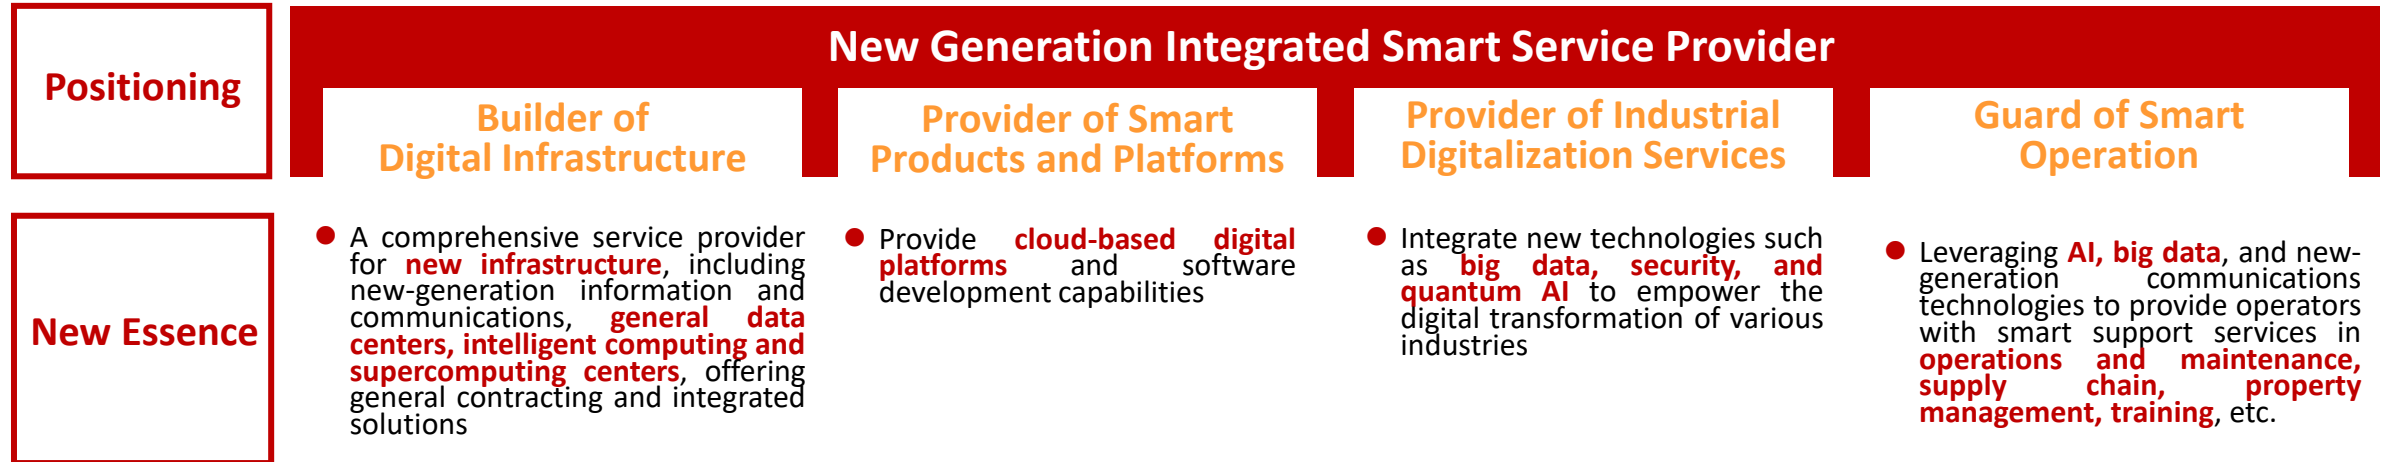 Positioning
New Generation Integrated Smart Service Provider
Builder of
Digital Infrastructure
Provider of Smart
Products and Platforms
Provider of Industrial
Digitalization Services
Guard of Smart
Operation
New Essence
A comprehensive service provider
for new infrastructure, including
new-generation information and
communications, general data
centers, intelligent computing and
supercomputing centers, offering
general contracting and integrated
solutions
Provide cloud-based digital
platforms and software
development capabilities
Integrate new technologies such
as big data, security, and
quantum AI to empower the
digital transformation of various
industries
Leveraging AI, big data, and new-
generation communications
technologies to provide operators
with smart support services in
operations and maintenance,
supply chain, property
management, training, etc.